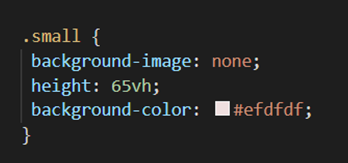 .small {
background-image: none;
height: 65vh;
background-color: #efdfdf;
}